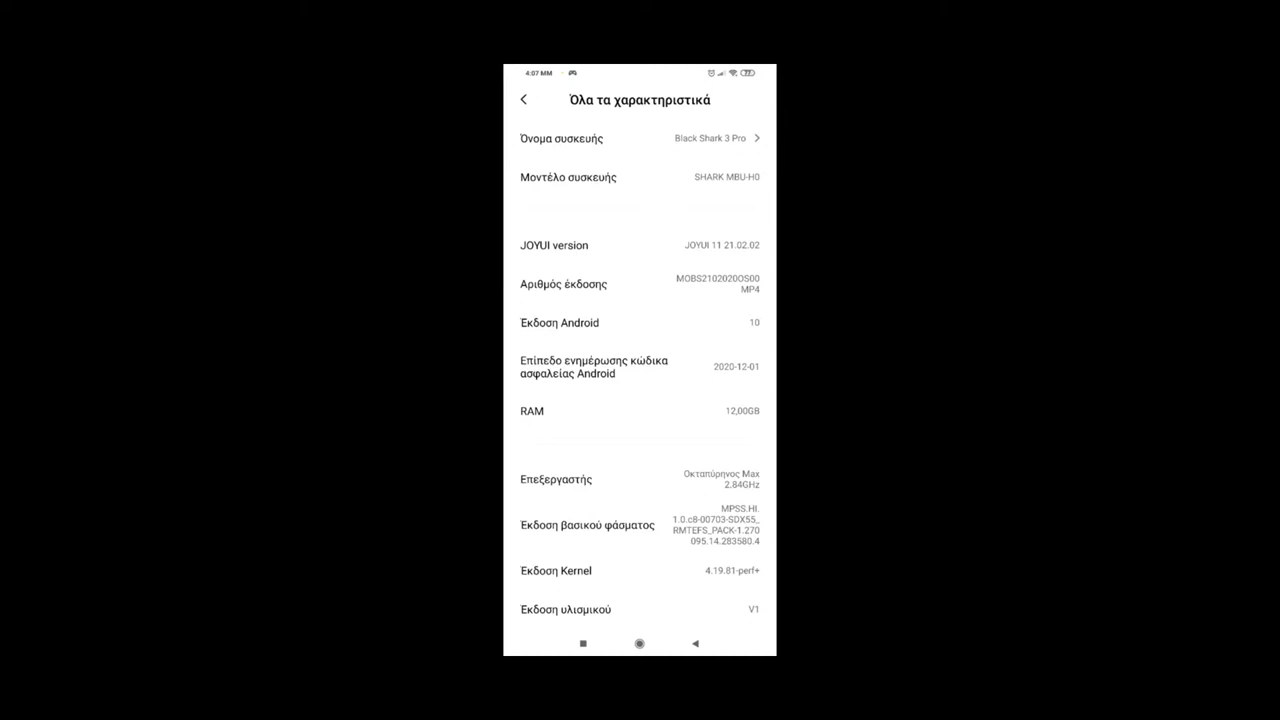 4:07 ΜΜ
77
Όλα τα χαρακτηριστικά
Όνομα συσκευής
Black Shark 3 Pro
Μοντέλο συσκευής
SHARK MBU-H0
JOYUI version
JOYUI 11 21.02.02
Αριθμός έκδοσης
MOBS2102020OS00
MP4
Έκδοση Android
10
Επίπεδο ενημέρωσης κώδικα
ασφαλείας Android
2020-12-01
RAM
12,00GB
Επεξεργαστής
Οκταπύρηνος Max
2.84GHz
Έκδοση βασικού φάσματος
MPSS.HI.
1.0.c8-00703-SDX55_
RMTEFS_PACK-1.270
095.14.283580.4
Έκδοση Kernel
4.19.81-perf+
Έκδοση υλισμικού
V1